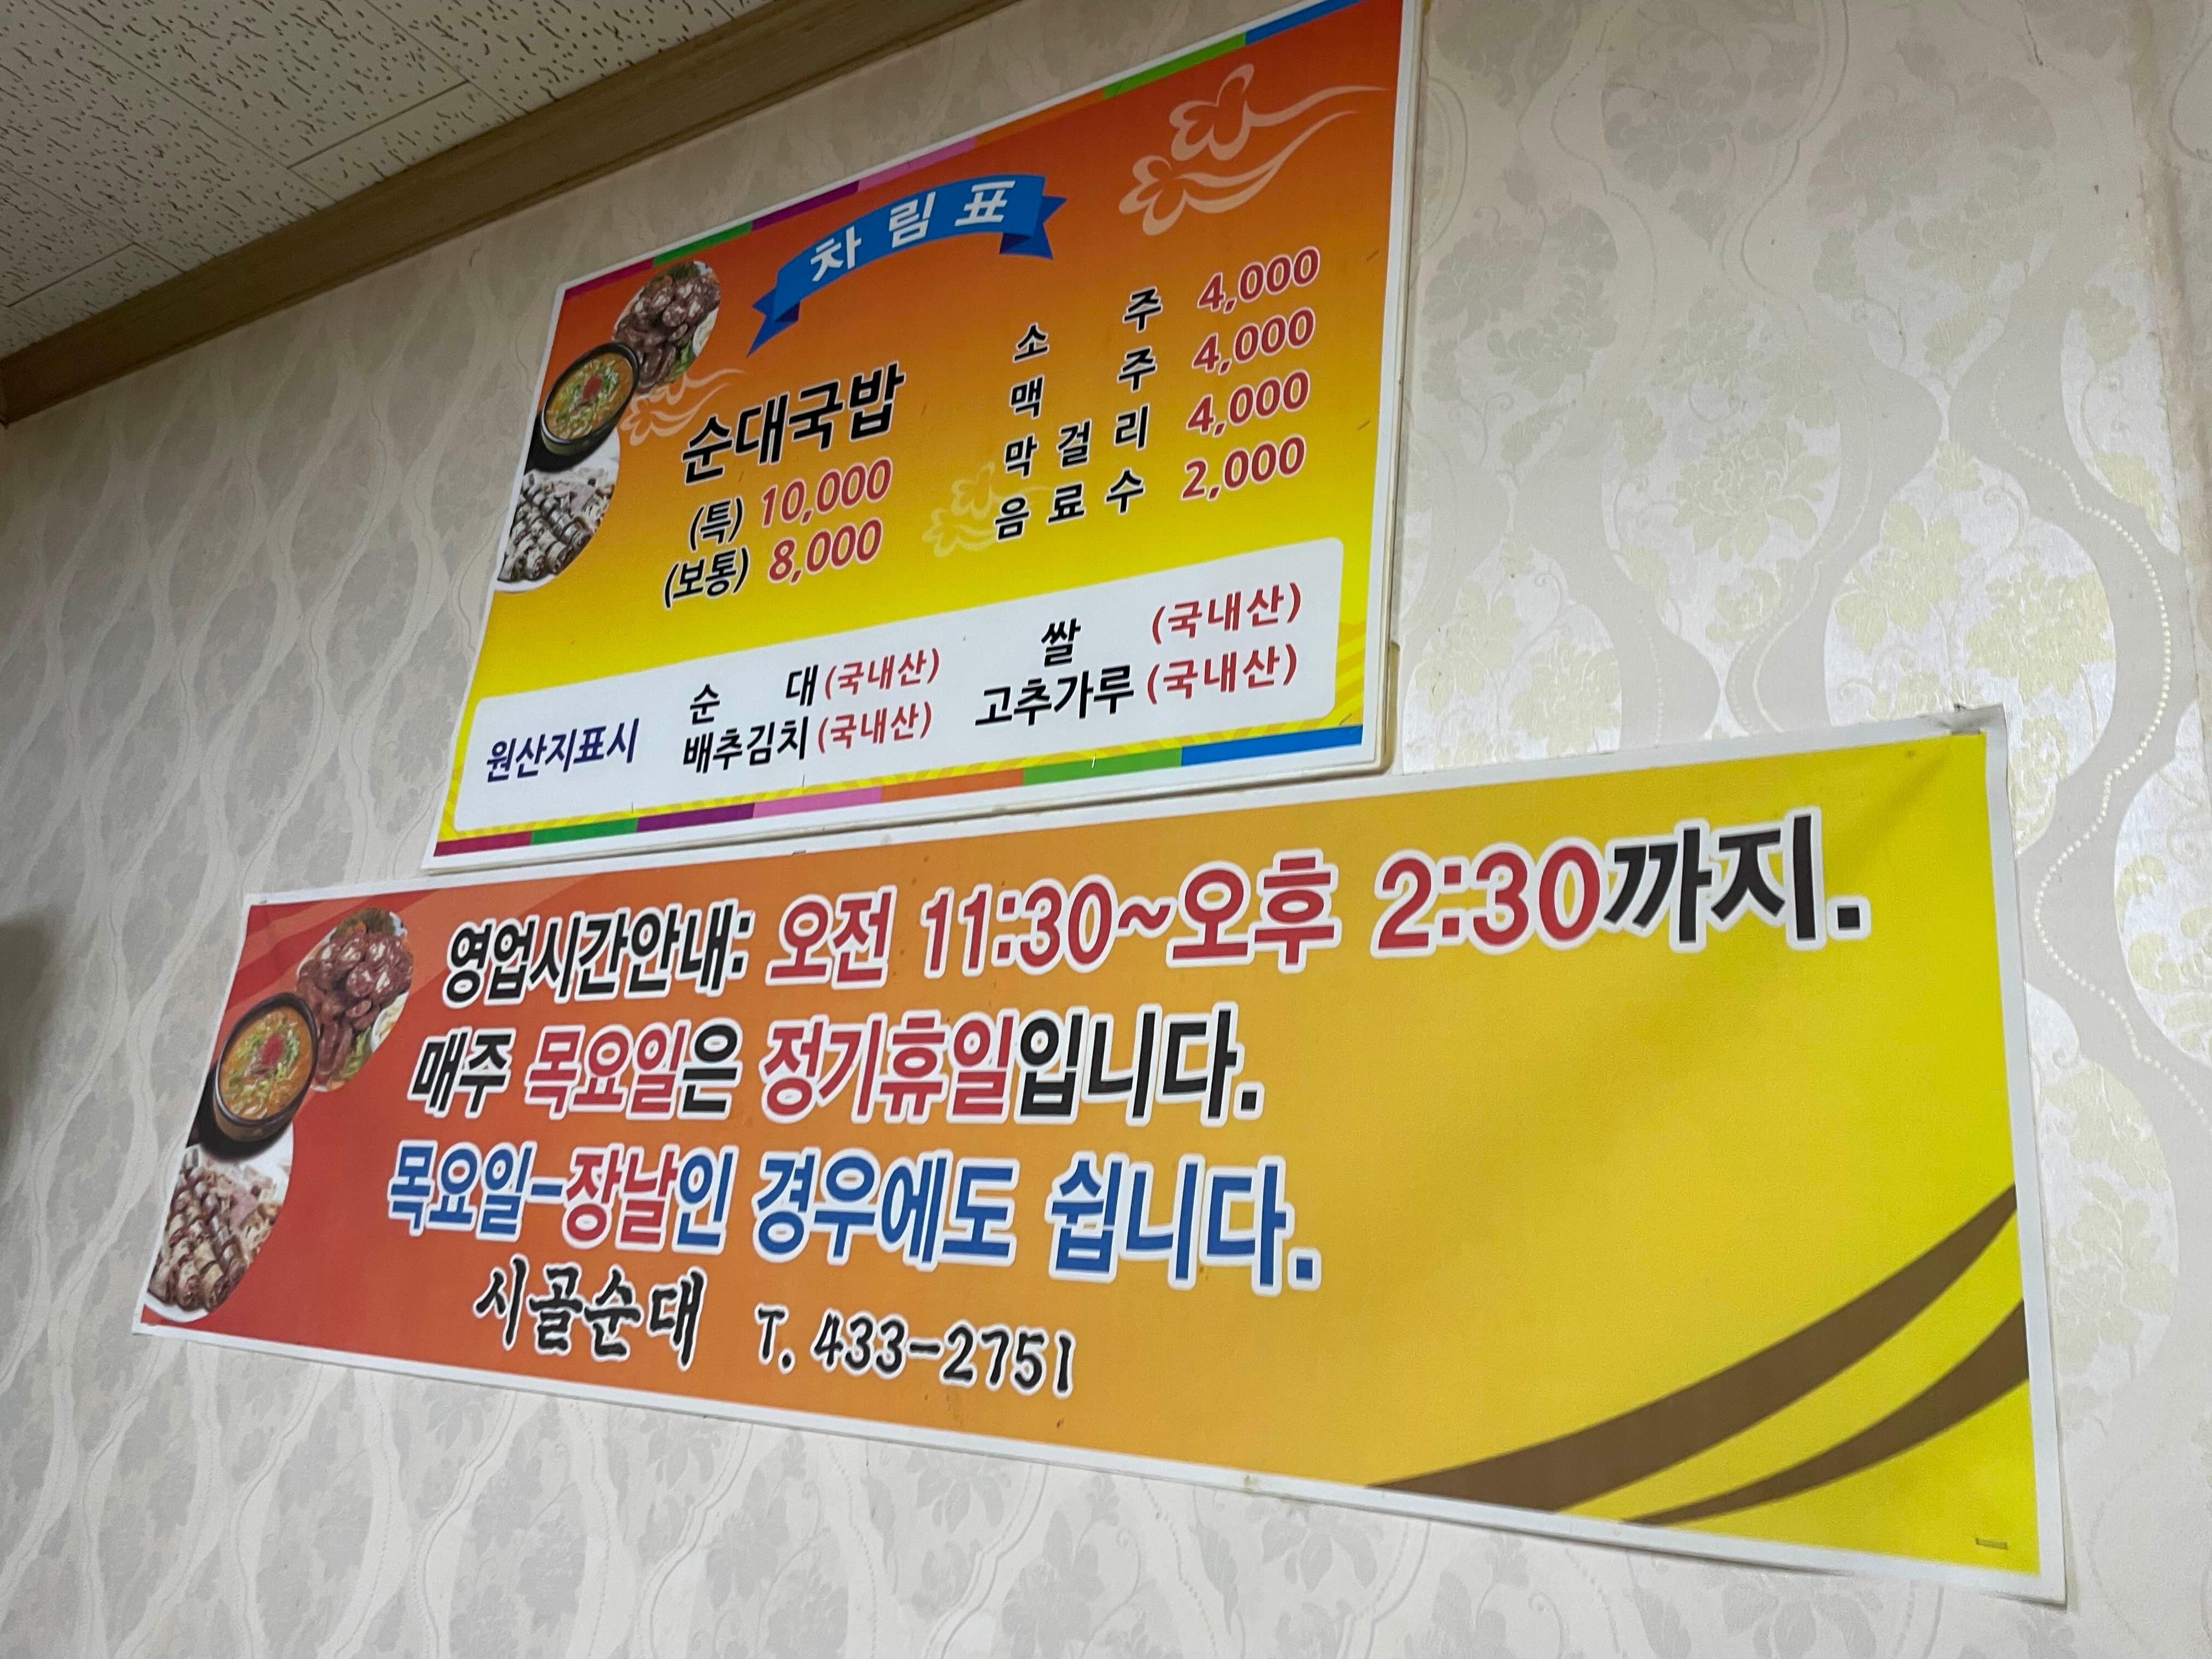 차림표
순대국밥
(특) 10,000
(보통) 8,000
소주 4,000
맥주 4,000
막걸리 4,000
음료수 2,000
원산지표시
순대(국내산)
배추김치(국내산)
쌀 (국내산)
고추가루(국내산)
영업시간안내: 오전 11:30~오후 2:30까지.
매주 목요일은 정기휴일입니다.
목요일-장날인 경우에도 쉽니다.
시골순대 T. 433-2751